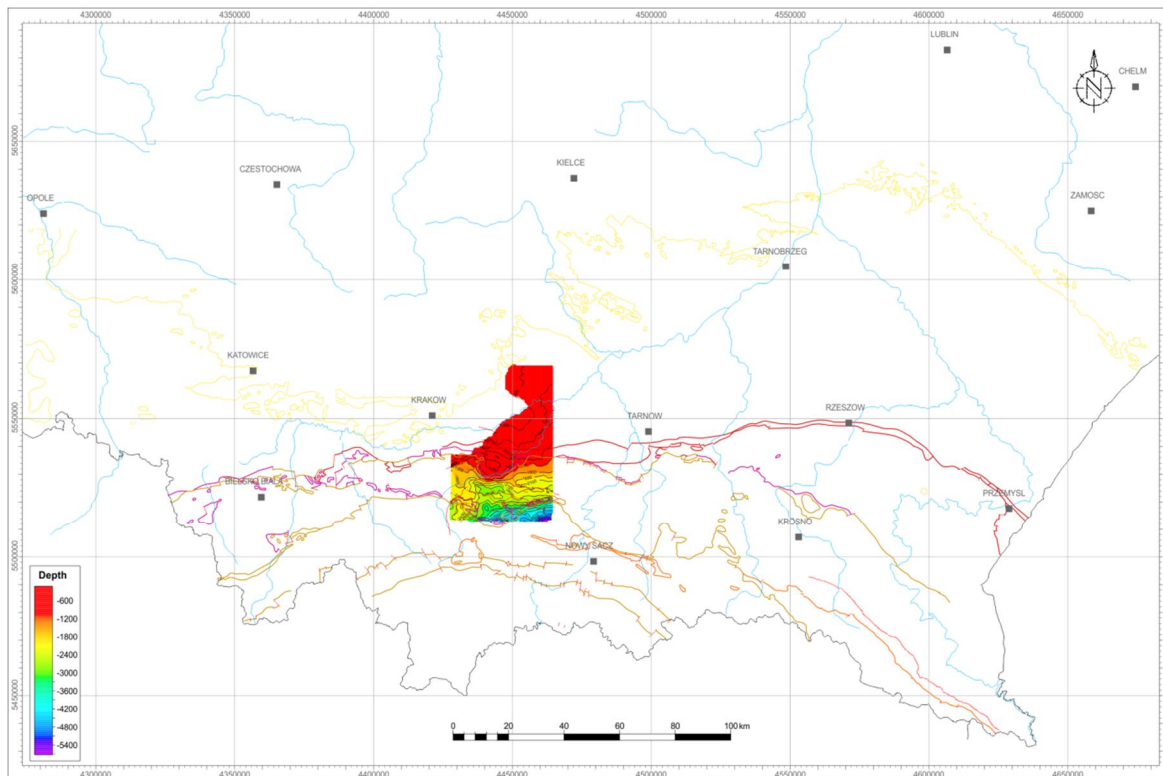 4300000 4350000 4400000 4450000 4500000 4550000 4600000 4650000
LUBLIN
CHELM
N
5650000
CZESTOCHOWA
KIELCE
OPOLE
ZAMOSC
TARNOBRZEG
5600000
KATOWICE
KRAKOW
TARNOW
RZESZOW
5550000
BIELSKO BIALA
PRZEMYSL
KROSNO
NOWY SACZ
5500000
Depth
-600
-1200
-1800
-2400
-3000
-3600
-4200
-4800
-5400
5450000
0 20 40 60 80 100 km
4300000 4350000 4400000 4450000 4500000 4550000 4600000 4650000